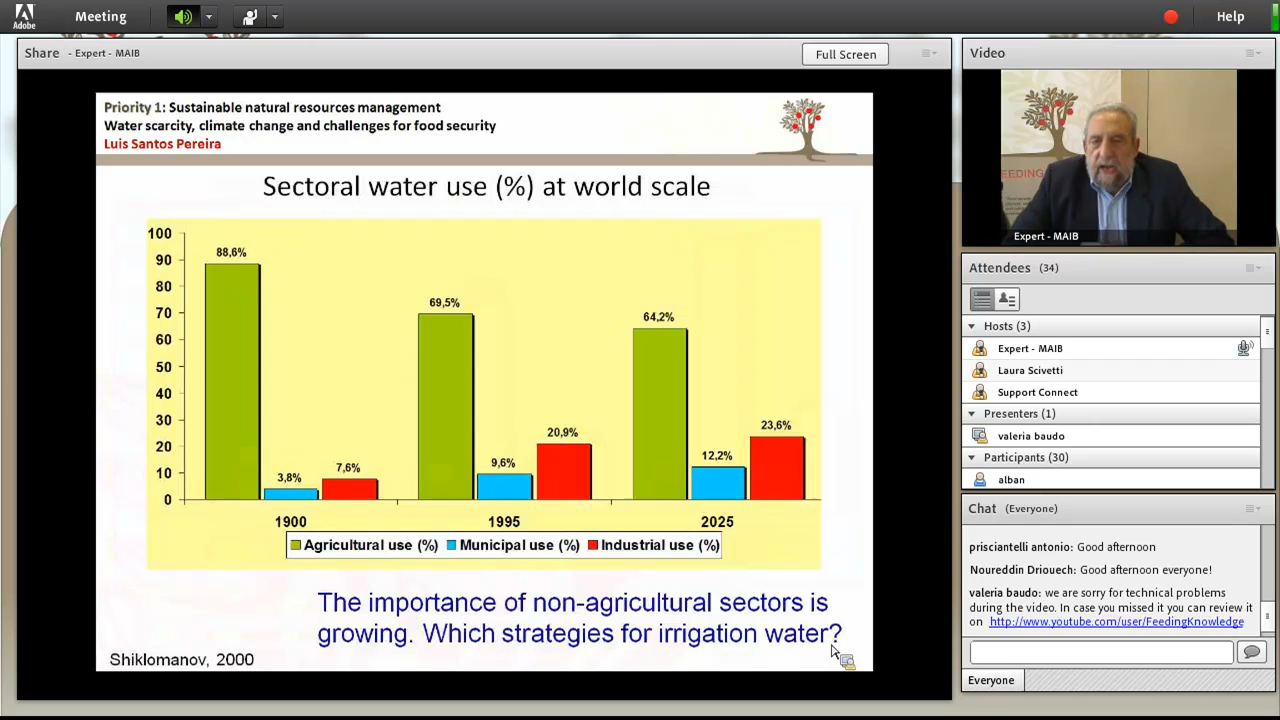 Adobe
Meeting
Help
Share - Expert - MAIB
Full Screen
Priority 1: Sustainable natural resources management
Water scarcity, climate change and challenges for food security
Luis Santos Pereira
Sectoral water use (%) at world scale
100
90
80
70
60
50
40
30
20
10
0
88,6%
3,8%
7,6%
69,5%
9,6%
20,9%
64,2%
12,2%
23,6%
1900 1995 2025
Agricultural use (%) Municipal use (%) Industrial use (%)
The importance of non-agricultural sectors is
growing. Which strategies for irrigation water?
Shiklomanov, 2000
Video
EEDING
Expert - MAIB
Attendees (34)
Hosts (3)
Expert - MAIB
Laura Scivetti
Support Connect
Presenters (1)
valeria baudo
Participants (30)
alban
Chat (Everyone)
prisciantelli antonio: Good afternoon
Noureddin Driouech: Good afternoon everyone!
valeria baudo: we are sorry for technical problems
during the video. In case you missed it you can review it
on http://www.youtube.com/user/FeedingKnowledge
Everyone